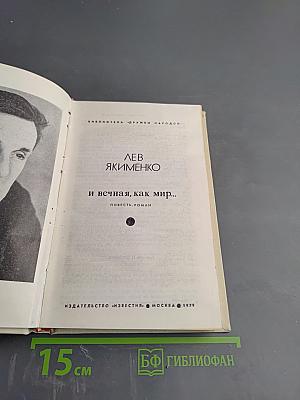 БИБЛИОТЕКА «ДРУЖБЫ НАРОДОВ»
ЛЕВ
ЯКИМЕНКО
и вечная, как мир...
ПОВЕСТЬ, РОМАН
ИЗДАТЕЛЬСТВО «ИЗВЕСТИЯ» ● МОСКВА ● 1979
15 см
БФ ГИБЛИОФАН